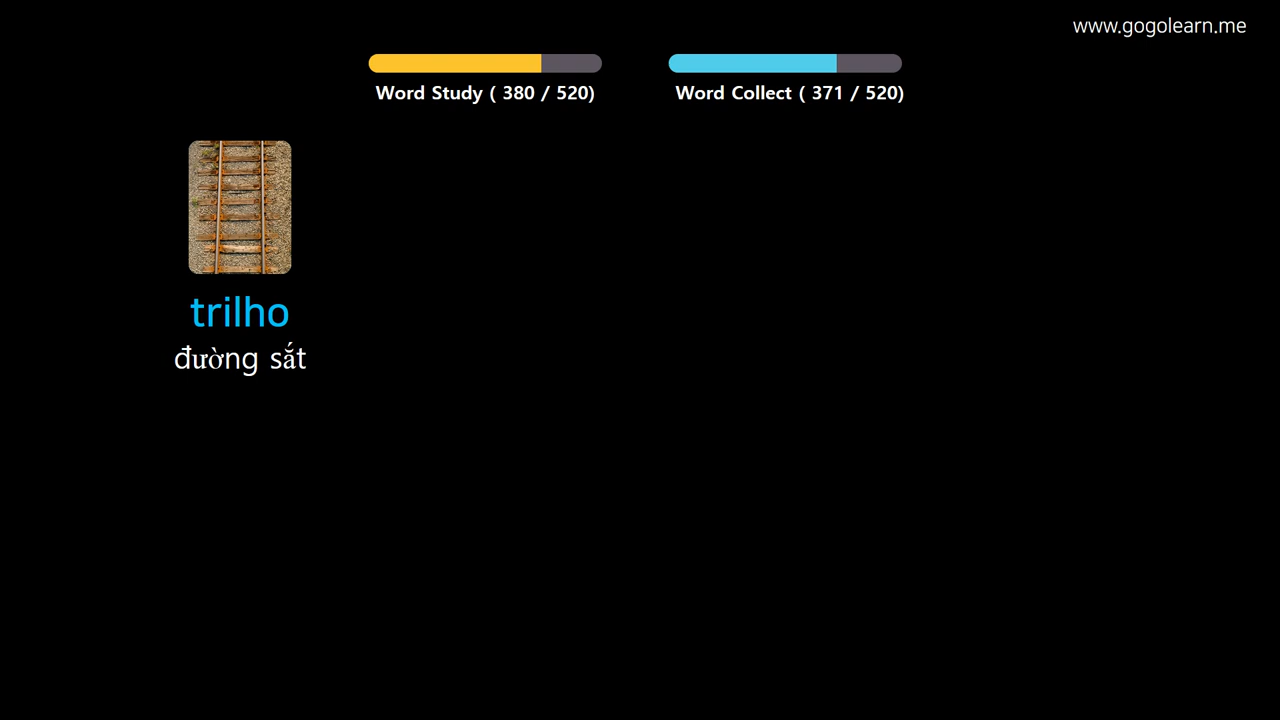 www.gogolearn.me
Word Study ( 380 / 520)
Word Collect ( 371 / 520)
trilho
đường sắt